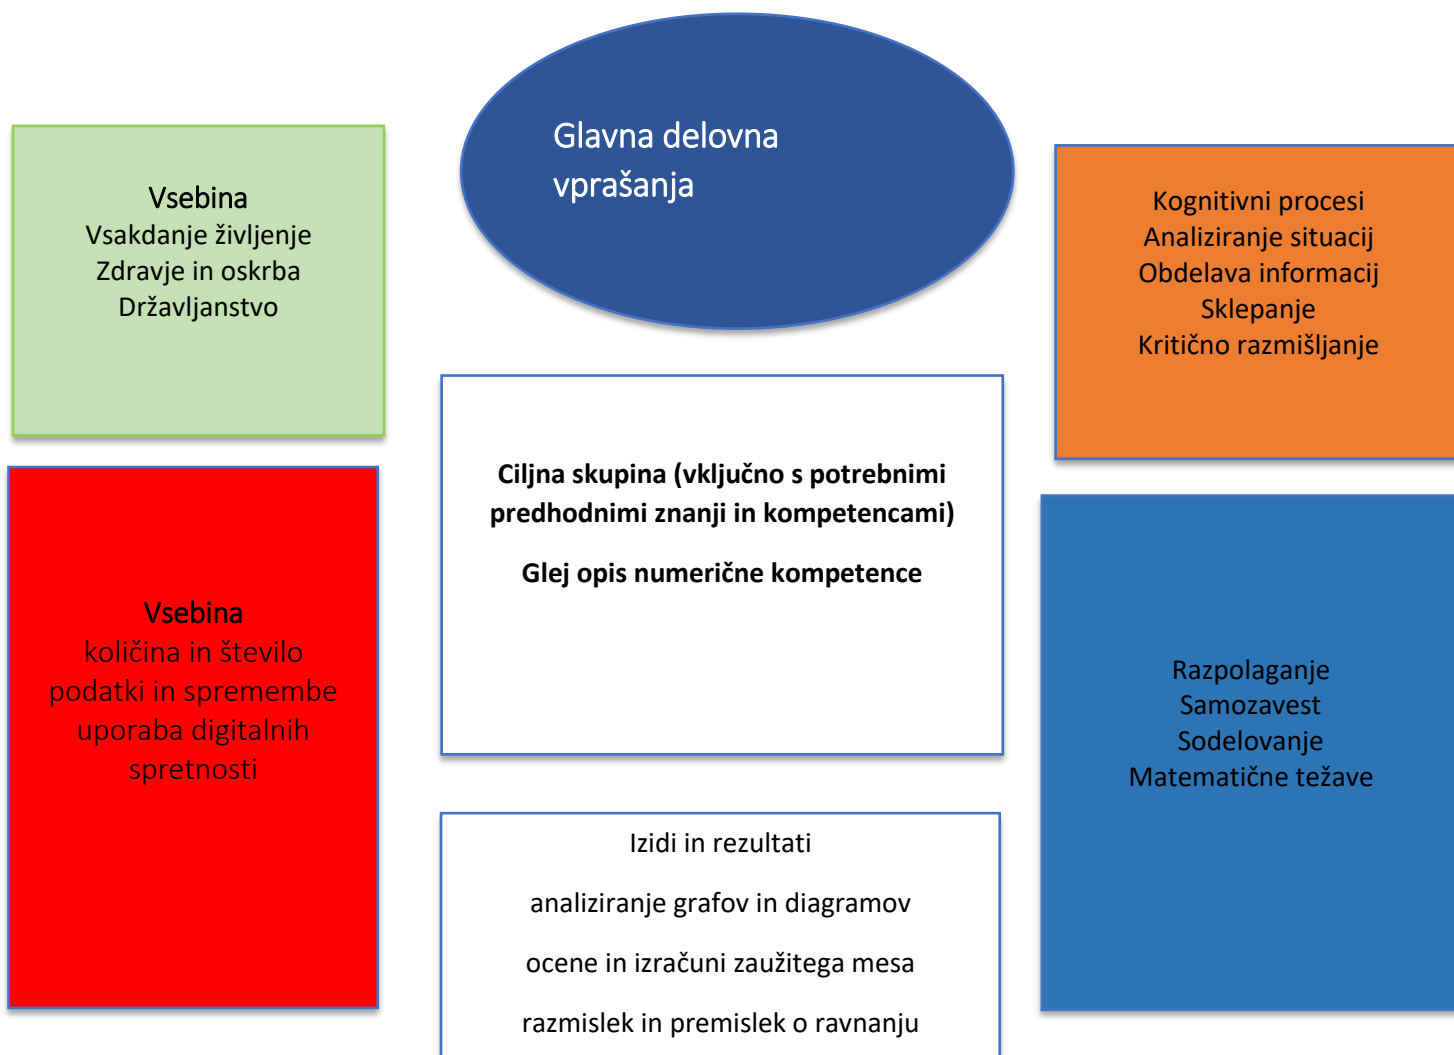 Glavna delovna
vprašanja
Vsebina
Vsakdanje življenje
Zdravje in oskrba
Državljanstvo
Kognitivni procesi
Analiziranje situacij
Obdelava informacij
Sklepanje
Kritično razmišljanje
Ciljna skupina (vključno s potrebnimi
predhodnimi znanji in kompetencami)
Glej opis numerične kompetence
Vsebina
količina in število
podatki in spremembe
uporaba digitalnih
spretnosti
Razpolaganje
Samozavest
Sodelovanje
Matematične težave
Izidi in rezultati
analiziranje grafov in diagramov
ocene in izračuni zaužitega mesa
razmislek in premislek o ravnanju